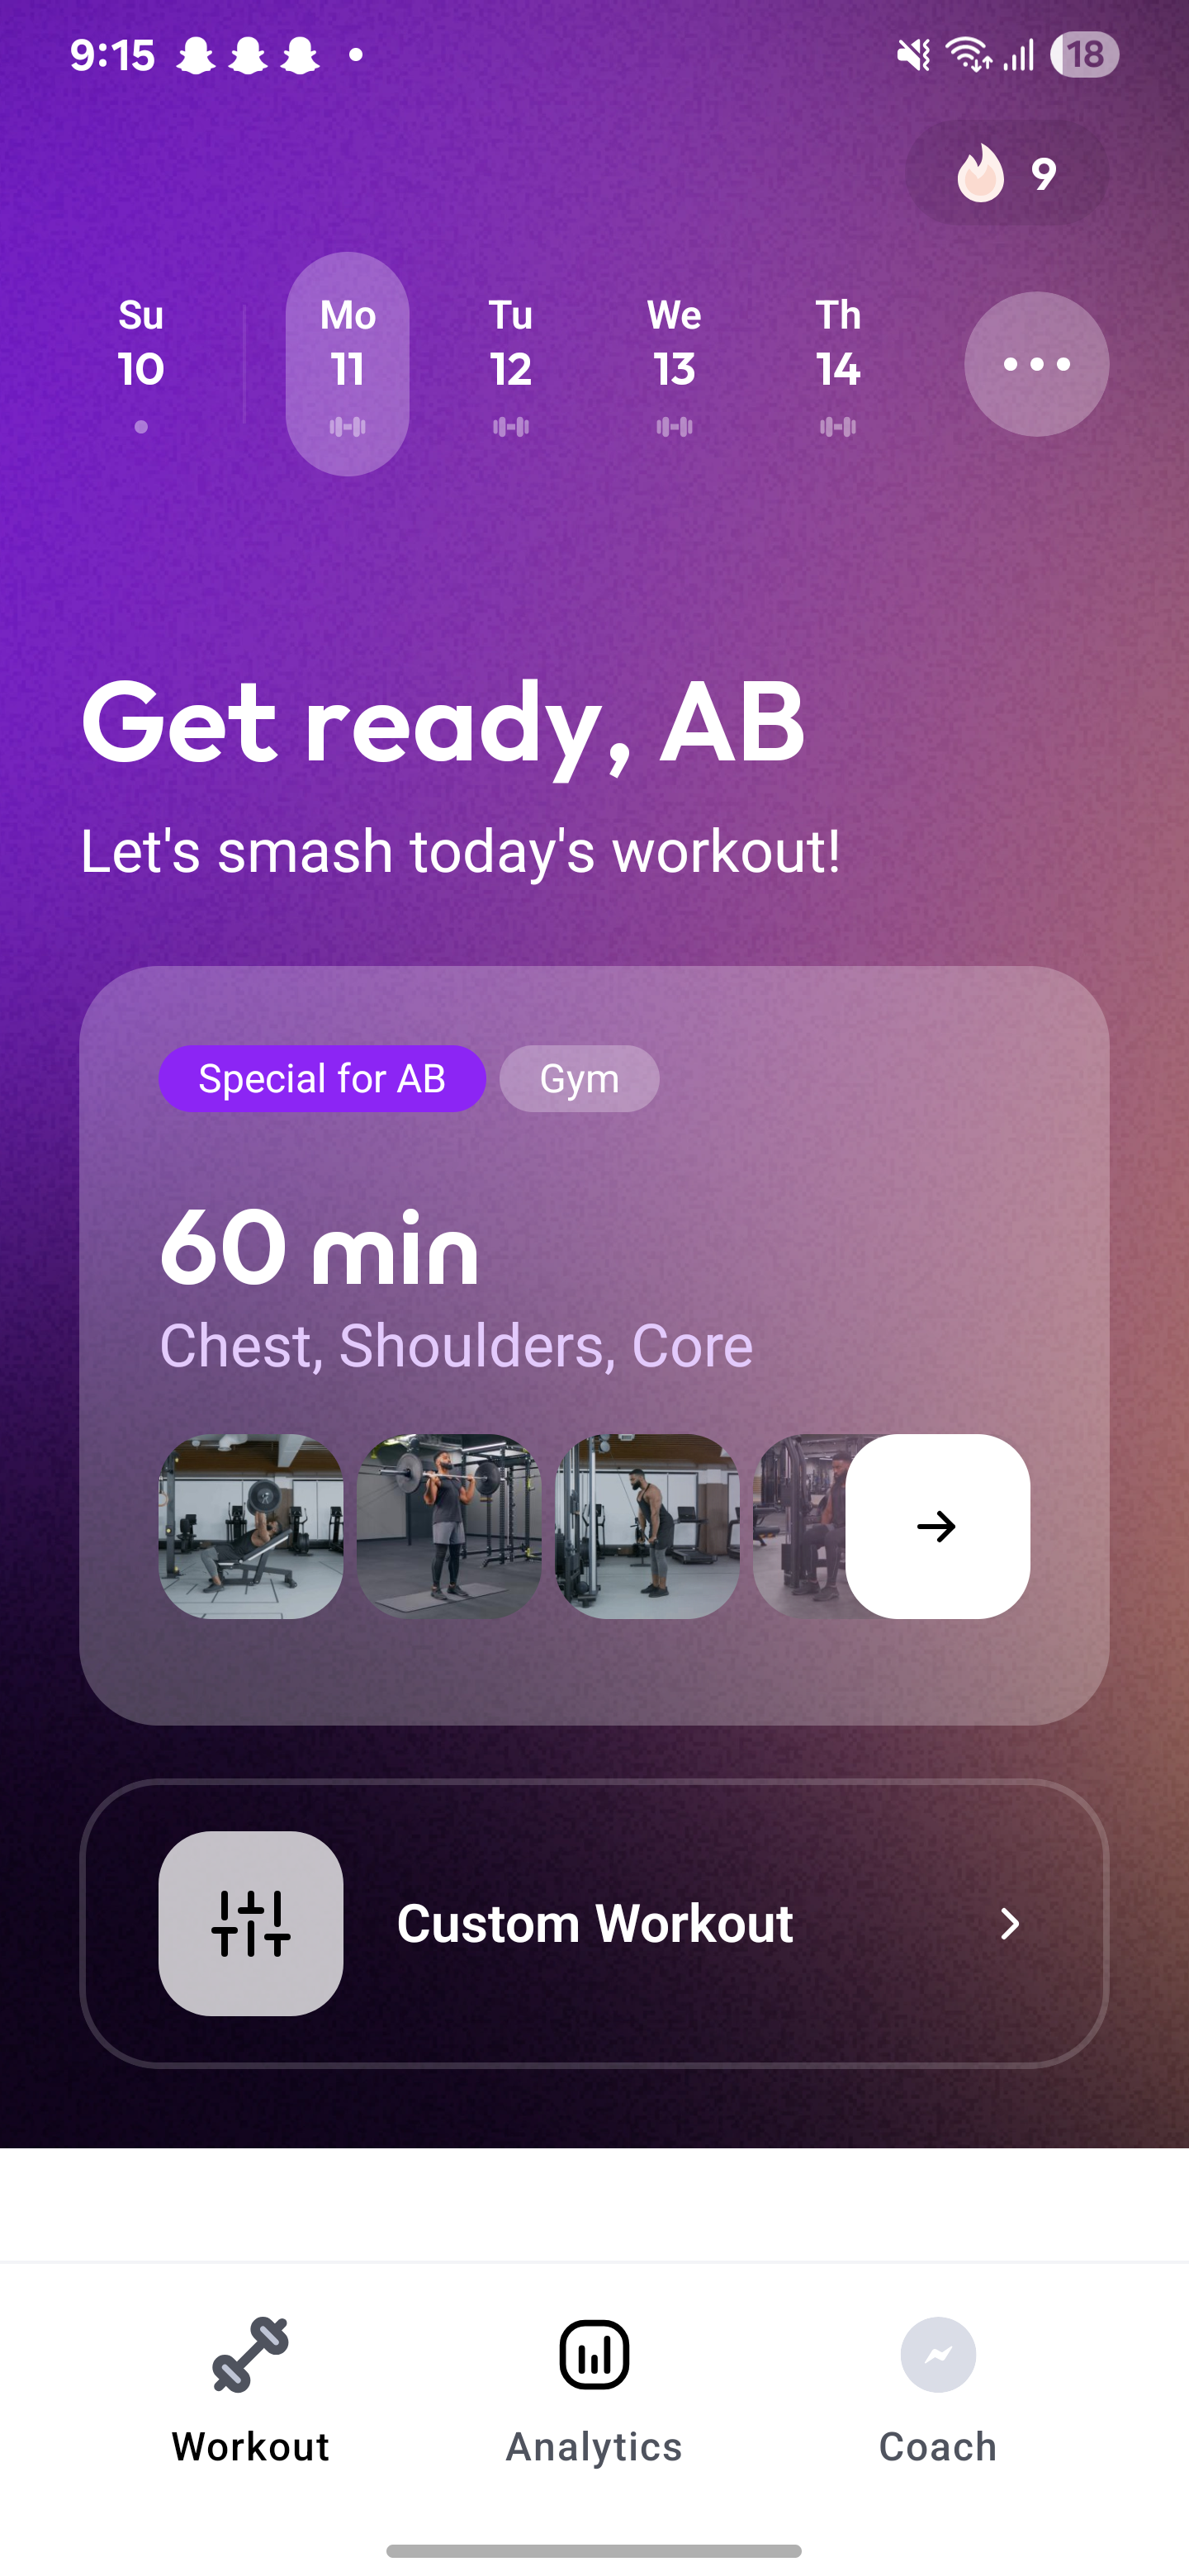 9:15
18
9
Su Mo Tu We Th
10 11 12 13 14
Get ready, AB
Let's smash today's workout!
Special for AB Gym
60 min
Chest, Shoulders, Core
Custom Workout
Workout Analytics Coach